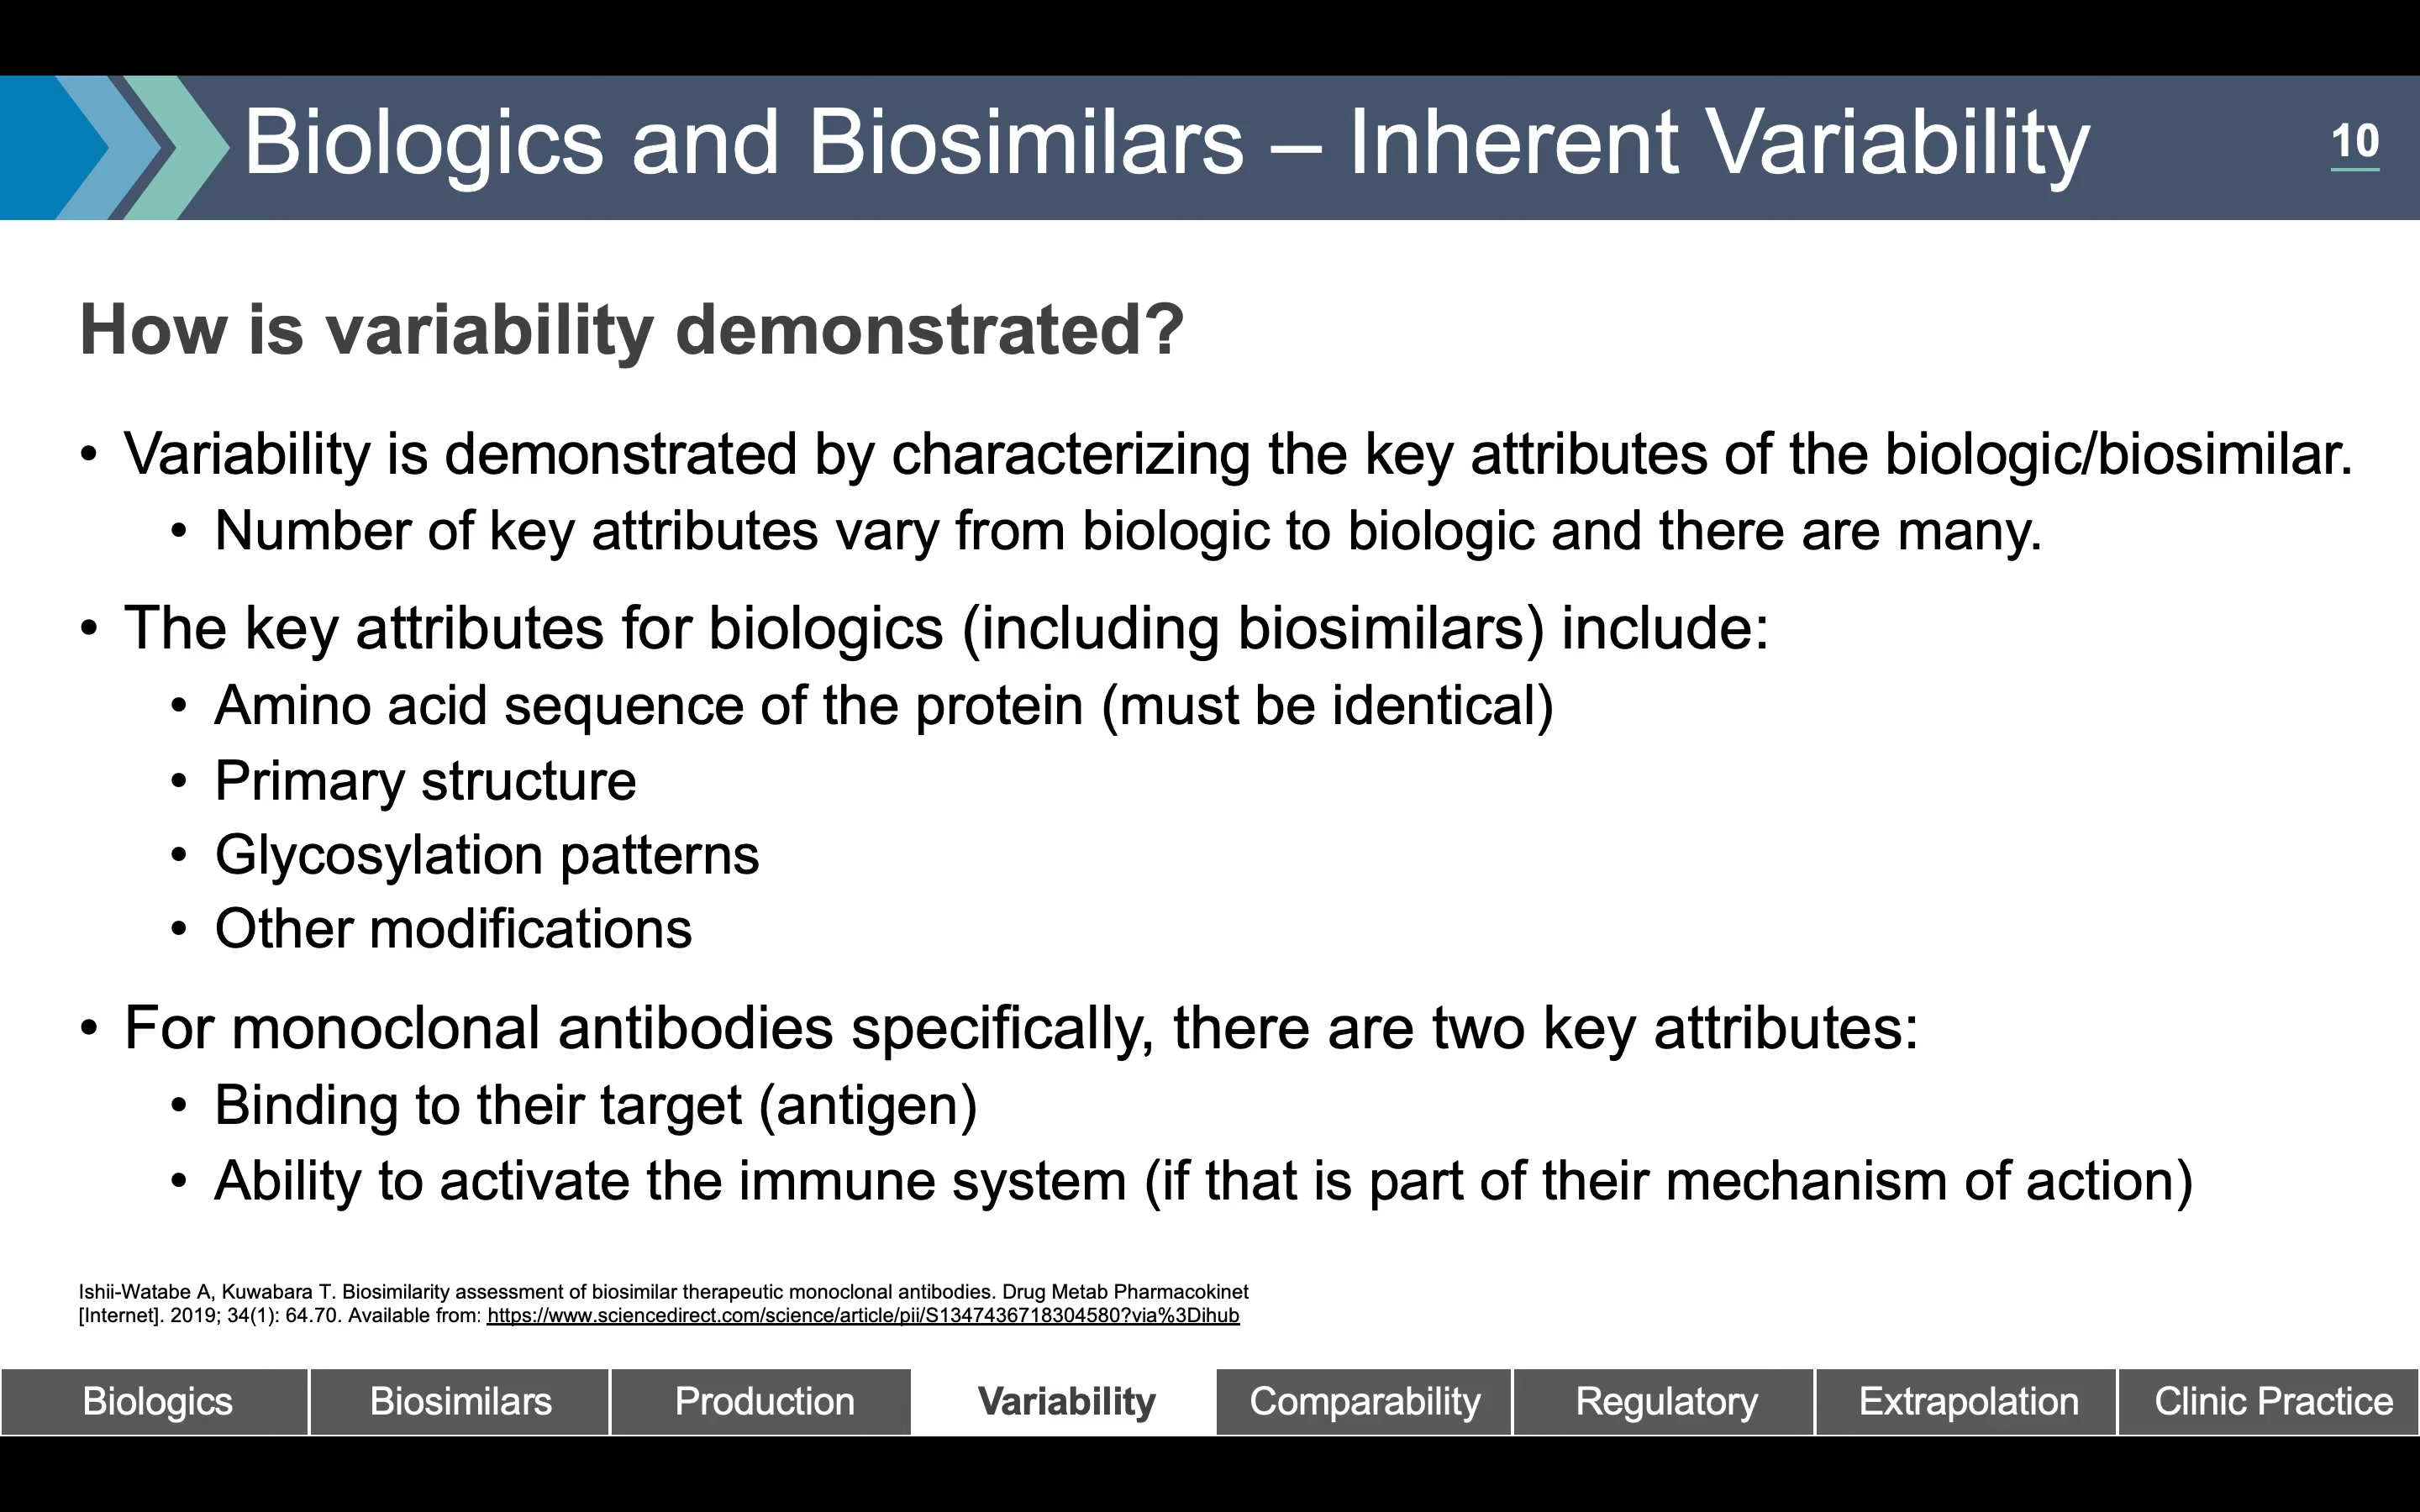 Biologics and Biosimilars – Inherent Variability
10
How is variability demonstrated?
• Variability is demonstrated by characterizing the key attributes of the biologic/biosimilar.
• Number of key attributes vary from biologic to biologic and there are many.
• The key attributes for biologics (including biosimilars) include:
• Amino acid sequence of the protein (must be identical)
• Primary structure
• Glycosylation patterns
• Other modifications
• For monoclonal antibodies specifically, there are two key attributes:
• Binding to their target (antigen)
• Ability to activate the immune system (if that is part of their mechanism of action)
Ishii-Watabe A, Kuwabara T. Biosimilarity assessment of biosimilar therapeutic monoclonal antibodies. Drug Metab Pharmacokinet
[Internet]. 2019; 34(1): 64.70. Available from: https://www.sciencedirect.com/science/article/pii/S1347436718304580?via%3Dihub
Biologics
Biosimilars
Production
Variability
Comparability
Regulatory
Extrapolation
Clinic Practice